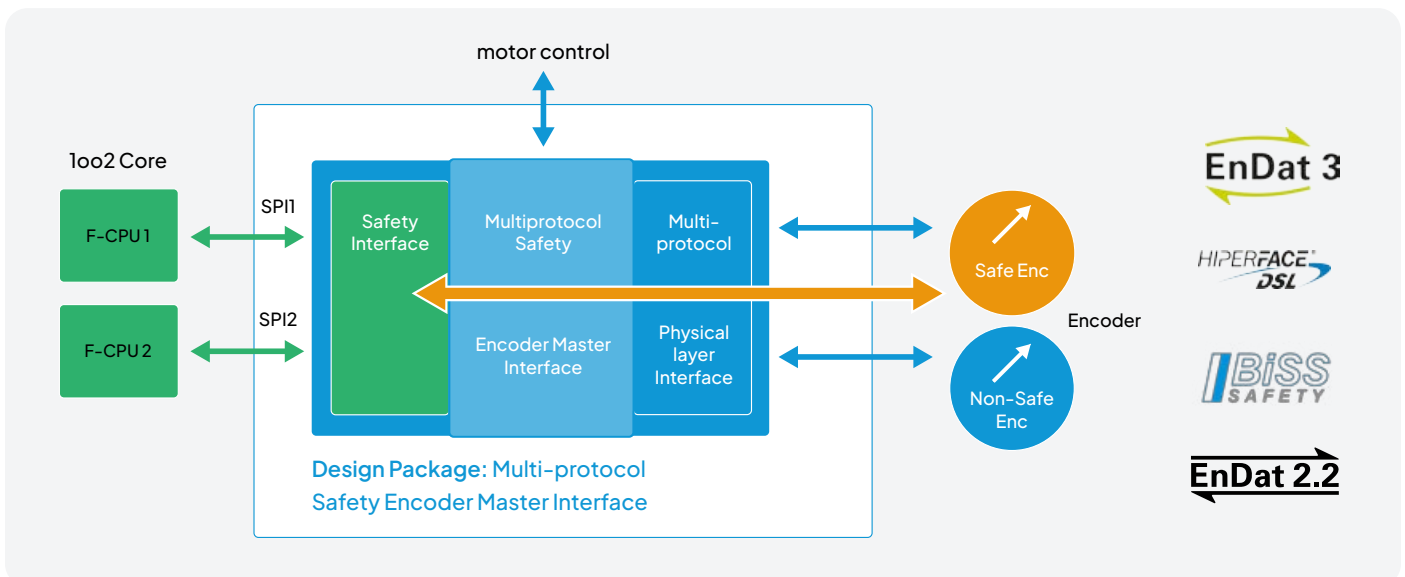 motor control
1oo2 Core
F-CPU 1
F-CPU 2
SPI1
SPI2
Safety
Interface
Multiprotocol
Safety
Encoder Master
Interface
Multi-
protocol
Physical
layer
Interface
Safe Enc
Encoder
Non-Safe
Enc
Design Package: Multi-protocol
Safety Encoder Master Interface
EnDat 3
HIPERFACE
DSL
BiSS
SAFETY
EnDat 2.2